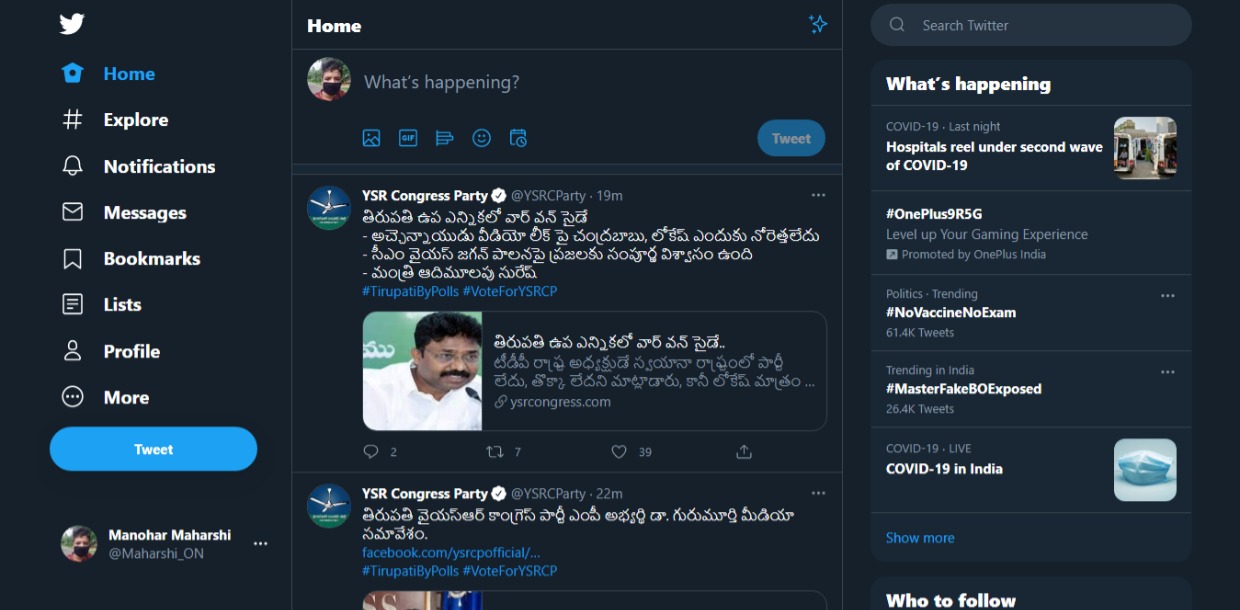 Home
Explore
Notifications
Messages
Bookmarks
Lists
Profile
More
Tweet
Manohar Maharshi
@Maharshi_ON
Home
What's happening?
GIF
Tweet
YSR Congress Party @YSRCParty · 19m
తిరుపతి ఉప ఎన్నికలో వార్ వన్ సైడే
- అచ్చెన్నాయుడు వీడియో లీక్ పై చంద్రబాబు, లోకేష్ ఎందుకు నోరెత్తలేదు
- సీఎం వైయస్ జగన్ పాలనపై ప్రజలకు సంపూర్ణ విశ్వాసం ఉంది
- మంత్రి ఆదిమూలపు సురేష్
#TirupatiByPolls #VoteForYSRCP
తిరుపతి ఉప ఎన్నికలో వార్ వన్ సైడే..
టీడీపీ రాష్ట్ర అధ్యక్షుడే స్వయానా రాష్ట్రంలో పార్టీ
లేదు, తొక్కా లేదని మాట్లాడారు, కానీ లోకేష్ మాత్రం ...
ysrcongress.com
2 7 39
YSR Congress Party @YSRCParty · 22m
తిరుపతి వైయస్ఆర్ కాంగ్రెస్ పార్టీ ఎంపీ అభ్యర్థి డా. గురుమూర్తి మీడియా
సమావేశం.
facebook.com/ysrcpofficial/...
#TirupatiByPolls #VoteForYSRCP
Search Twitter
What's happening
COVID-19 · Last night
Hospitals reel under second wave
of COVID-19
#OnePlus9R5G
Level up Your Gaming Experience
Promoted by OnePlus India
Politics · Trending
#NoVaccineNoExam
61.4K Tweets
Trending in India
#MasterFakeBOExposed
26.4K Tweets
COVID-19 · LIVE
COVID-19 in India
Show more
Who to follow